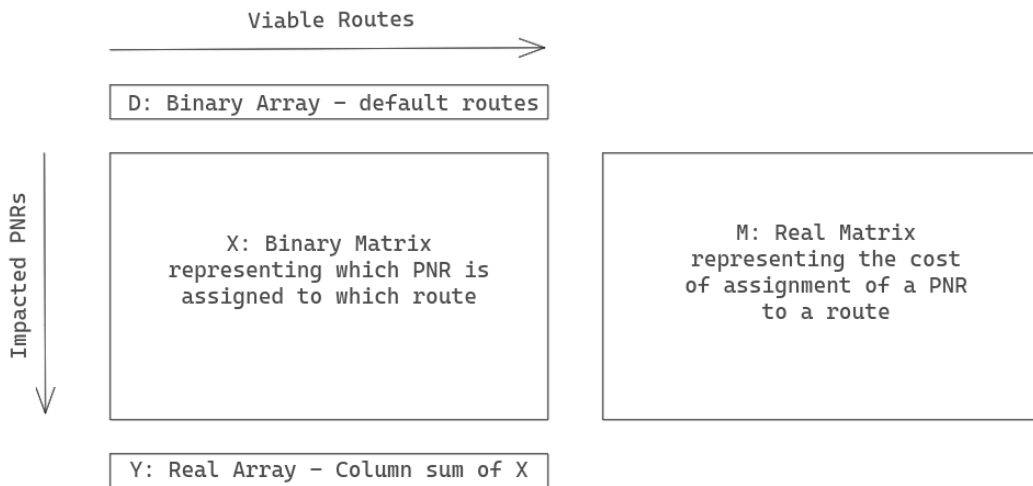 Viable Routes
D: Binary Array – default routes
Impacted PNRs
X: Binary Matrix
representing which PNR is
assigned to which route
M: Real Matrix
representing the cost
of assignment of a PNR
to a route
Y: Real Array – Column sum of X